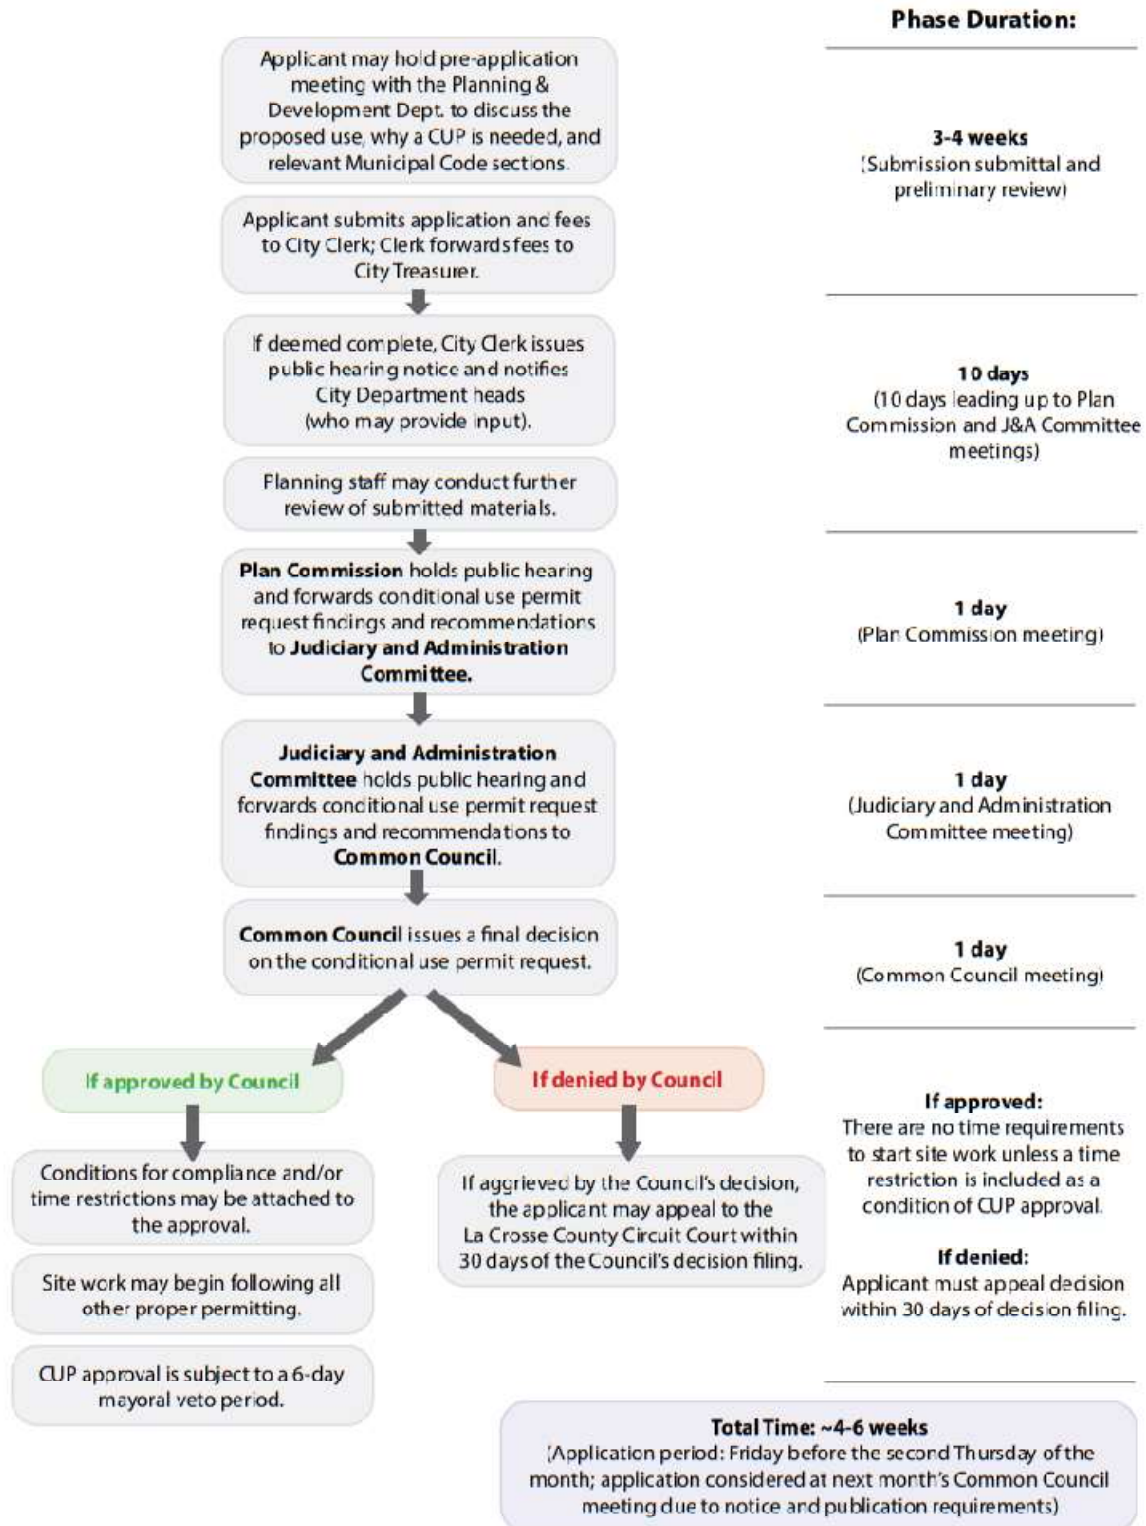 Phase Duration:
Applicant may hold pre-application
meeting with the Planning &
Development Dept. to discuss the
proposed use, why a CUP is needed, and
relevant Municipal Code sections.
3-4 weeks
(Submission submittal and
preliminary review)
Applicant submits application and fees
to City Clerk; Clerk forwards fees to
City Treasurer.
If deemed complete, City Clerk issues
public hearing notice and notifies
City Department heads
(who may provide input).
10 days
(10 days leading up to Plan
Commission and J&A Committee
meetings)
Planning staff may conduct further
review of submitted materials.
Plan Commission holds public hearing
and forwards conditional use permit
request findings and recommendations
to Judiciary and Administration
Committee.
1 day
(Plan Commission meeting)
Judiciary and Administration
Committee holds public hearing and
forwards conditional use permit request
findings and recommendations to
Common Council.
1 day
(Judiciary and Administration
Committee meeting)
Common Council issues a final decision
on the conditional use permit request.
1 day
(Common Council meeting)
If approved by Council
If denied by Council
Conditions for compliance and/or
time restrictions may be attached to
the approval.
Site work may begin following all
other proper permitting.
CUP approval is subject to a 6-day
mayoral veto period.
If aggrieved by the Council's decision,
the applicant may appeal to the
La Crosse County Circuit Court within
30 days of the Council's decision filing.
If approved:
There are no time requirements
to start site work unless a time
restriction is included as a
condition of CUP approval.
If denied:
Applicant must appeal decision
within 30 days of decision filing.
Total Time: ~4-6 weeks
(Application period: Friday before the second Thursday of the
month; application considered at next month's Common Council
meeting due to notice and publication requirements)